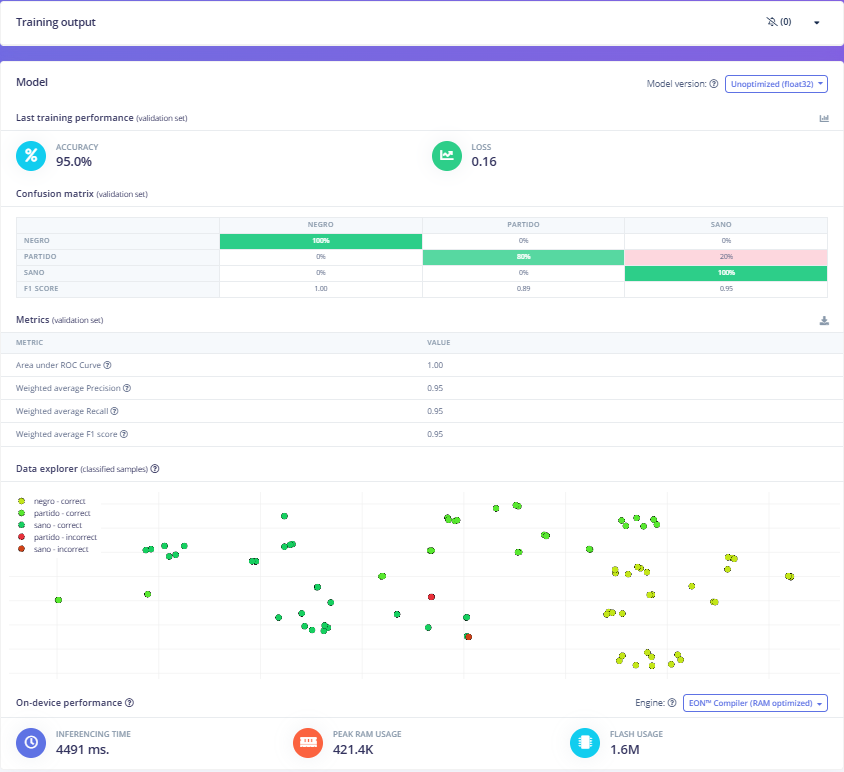 Training output
(0)
Model
Model version: Unoptimized (float32)
Last training performance (validation set)
ACCURACY
95.0%
LOSS
0.16
Confusion matrix (validation set)
NEGRO PARTIDO SANO
NEGRO 100% 0% 0%
PARTIDO 0% 80% 20%
SANO 0% 0% 100%
F1 SCORE 1.00 0.89 0.95
Metrics (validation set)
METRIC VALUE
Area under ROC Curve 1.00
Weighted average Precision 0.95
Weighted average Recall 0.95
Weighted average F1 score 0.95
Data explorer (classified samples)
negro - correct
partido - correct
sano - correct
partido - incorrect
sano - incorrect
On-device performance
Engine: EON™ Compiler (RAM optimized)
INFERENCING TIME
4491 ms.
PEAK RAM USAGE
421.4K
FLASH USAGE
1.6M